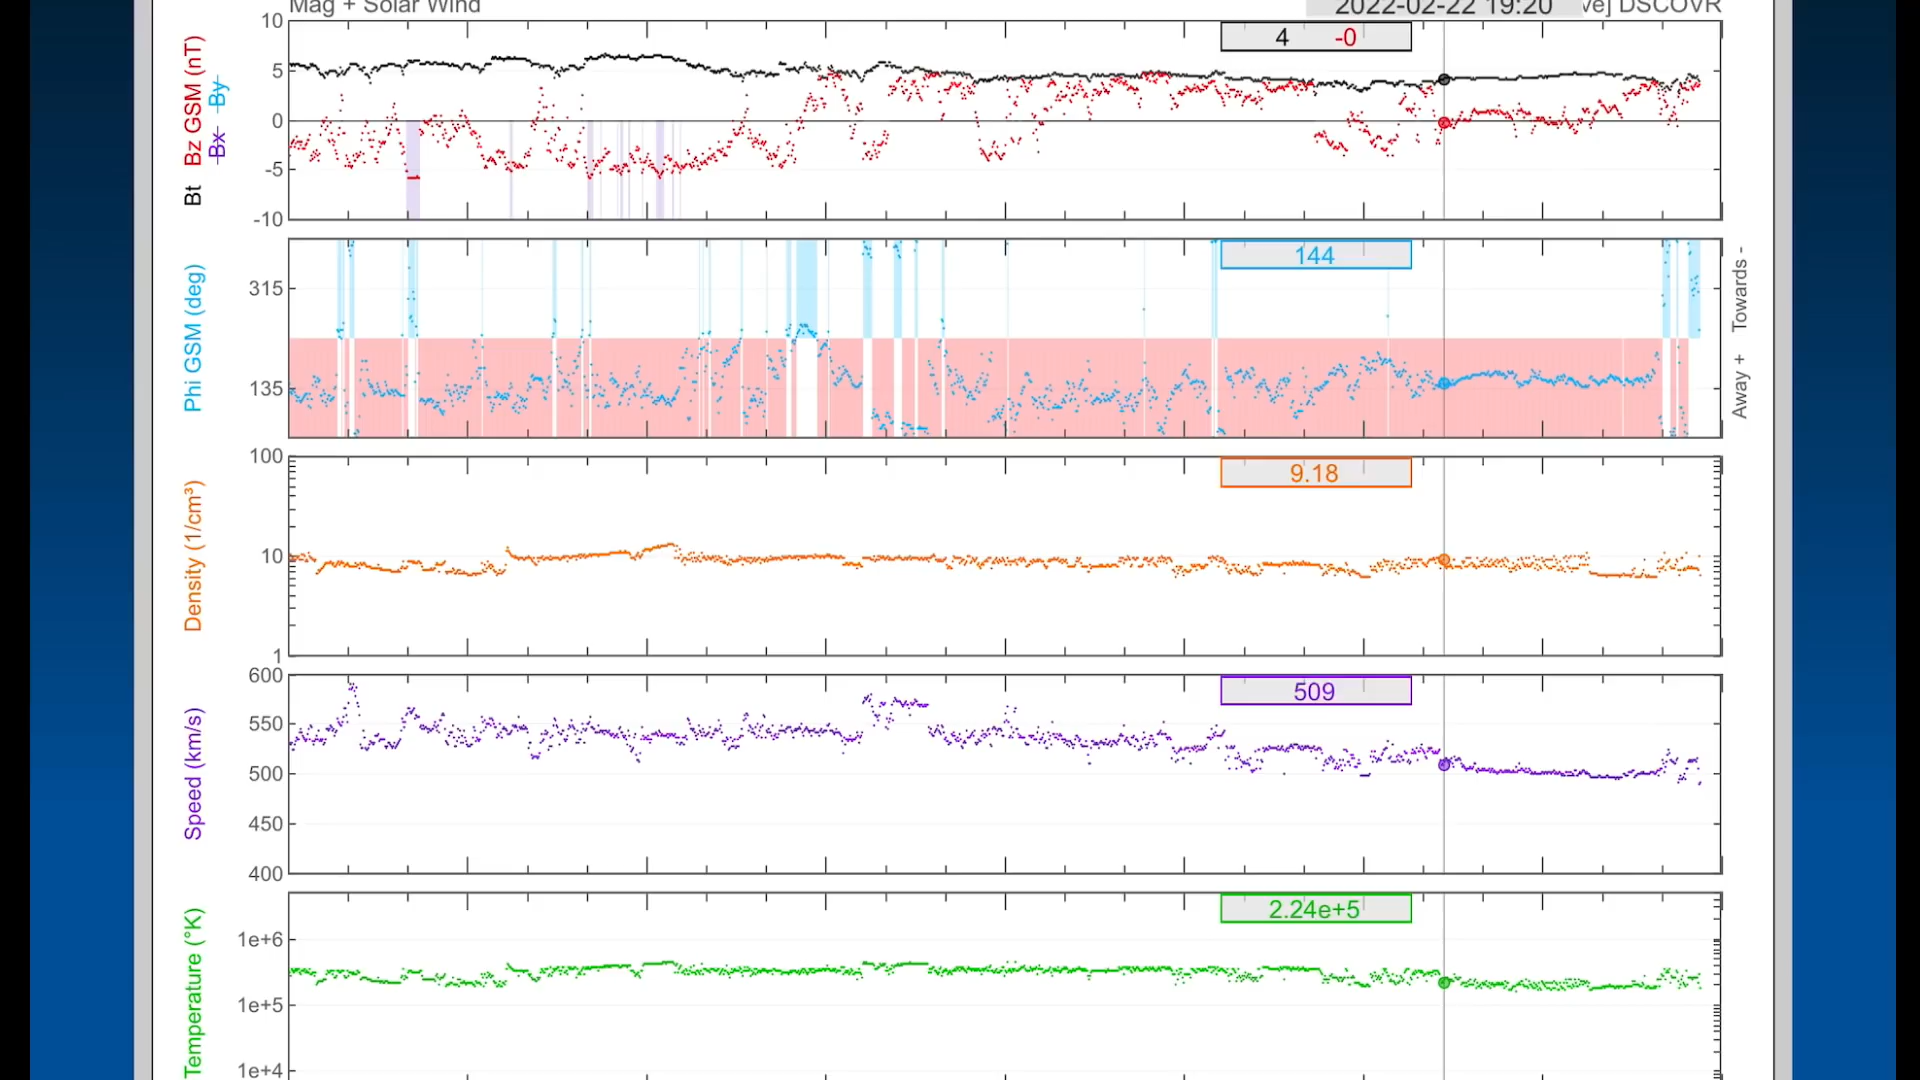 Mag + Solar Wind
2022-02-22 19:20
ve] DSCOVR
10
5
0
-5
-10
Bt Bz GSM (nT)
Bx By
4 -0
315
135
Phi GSM (deg)
144
Away + Towards -
100
10
1
Density (1/cm³)
9.18
600
550
500
450
400
Speed (km/s)
509
1e+6
1e+5
1e+4
Temperature (°K)
2.24e+5